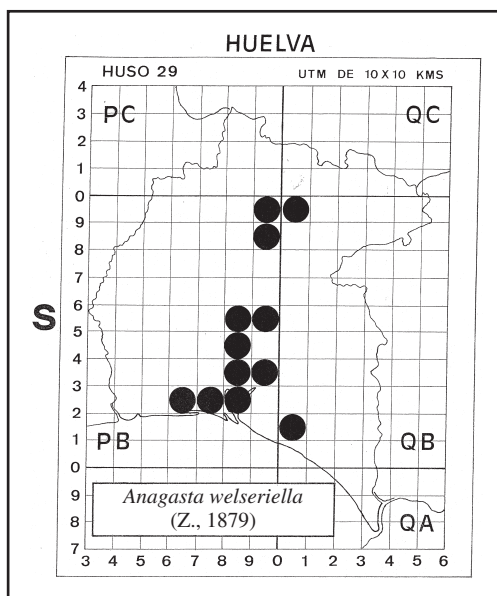 HUELVA
HUSO 29 UTM DE 10X10 KMS
4
PC QC
3
2
1
0
9
8
7
6
S
5
4
3
2
PB QB
1
0
9
Anagasta welseriella
(Z., 1879)
QA
8
7
3 4 5 6 7 8 9 0 1 2 3 4 5 6